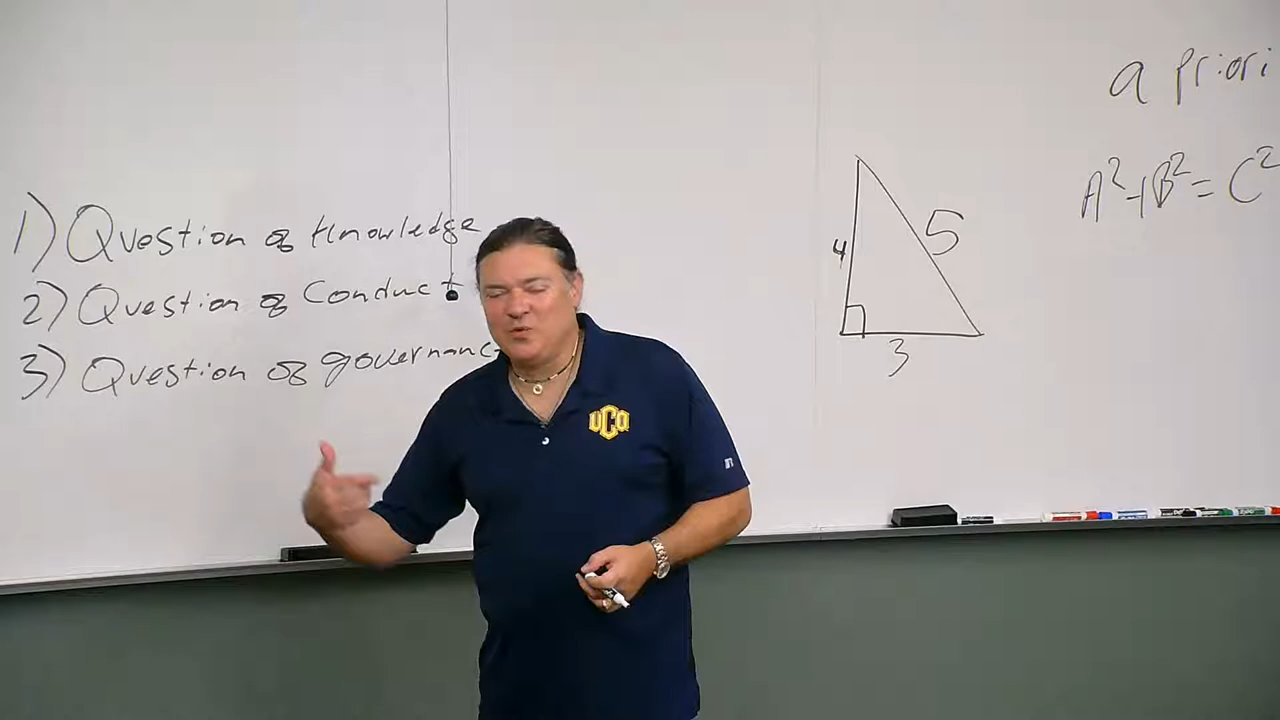 1) Question of Knowledge
2) Question of Conduct
3) Question of governanc
4
5
3
a priori
A²+B²=C²
UCO